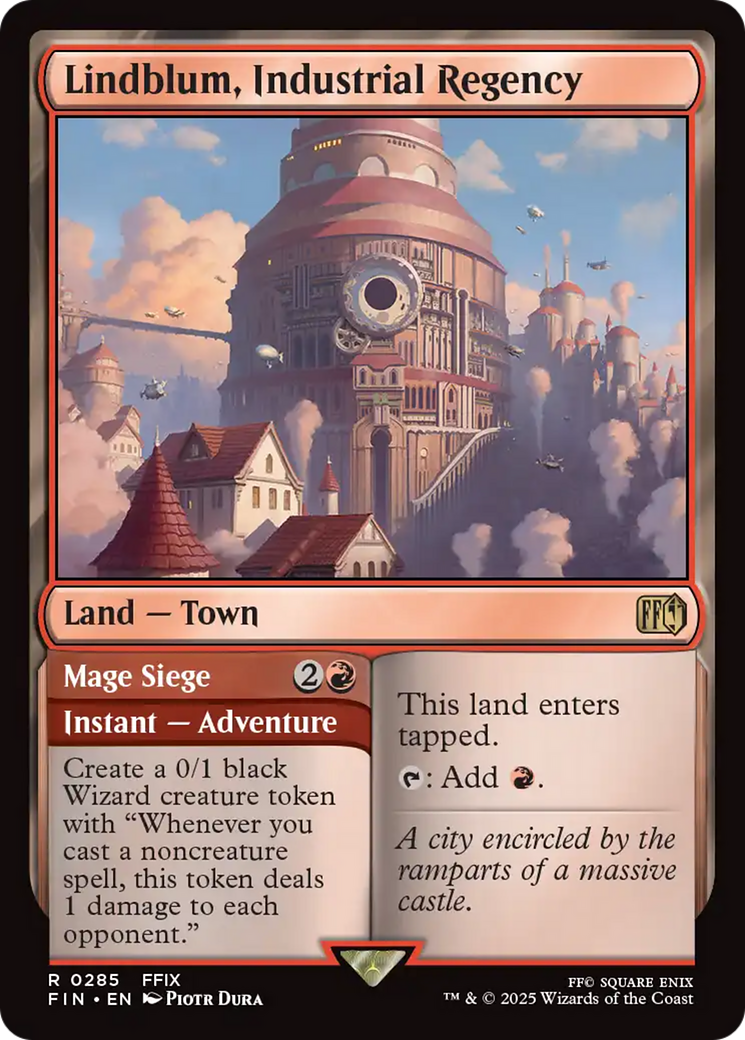 Lindblum, Industrial Regency
Land — Town
FF
Mage Siege 2
Instant — Adventure
Create a 0/1 black
Wizard creature token
with “Whenever you
cast a noncreature
spell, this token deals
1 damage to each
opponent.”
This land enters
tapped.
: Add .
A city encircled by the
ramparts of a massive
castle.
R 0285 FFIX
FIN • EN Piotr Dura
FF© SQUARE ENIX
™ & © 2025 Wizards of the Coast